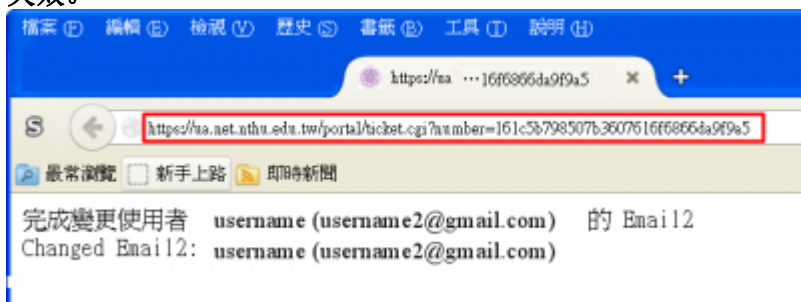 檔案(F) 編輯(E) 檢視(V) 歷史(S) 書籤(B) 工具(T) 說明(H)
https://ua ...16f6866da9f9a5 × +
S https://ua.net.nthu.edu.tw/portal/ticket.cgi?number=161c5b798507b3607616f6866da9f9a5
最常瀏覽 新手上路 即時新聞
完成變更使用者 username (username2@gmail.com) 的 Email2
Changed Email2: username (username2@gmail.com)